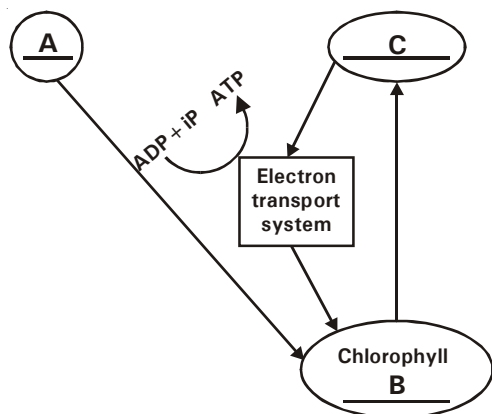 A
C
ADP+iP ATP
Electron
transport
system
Chlorophyll
B